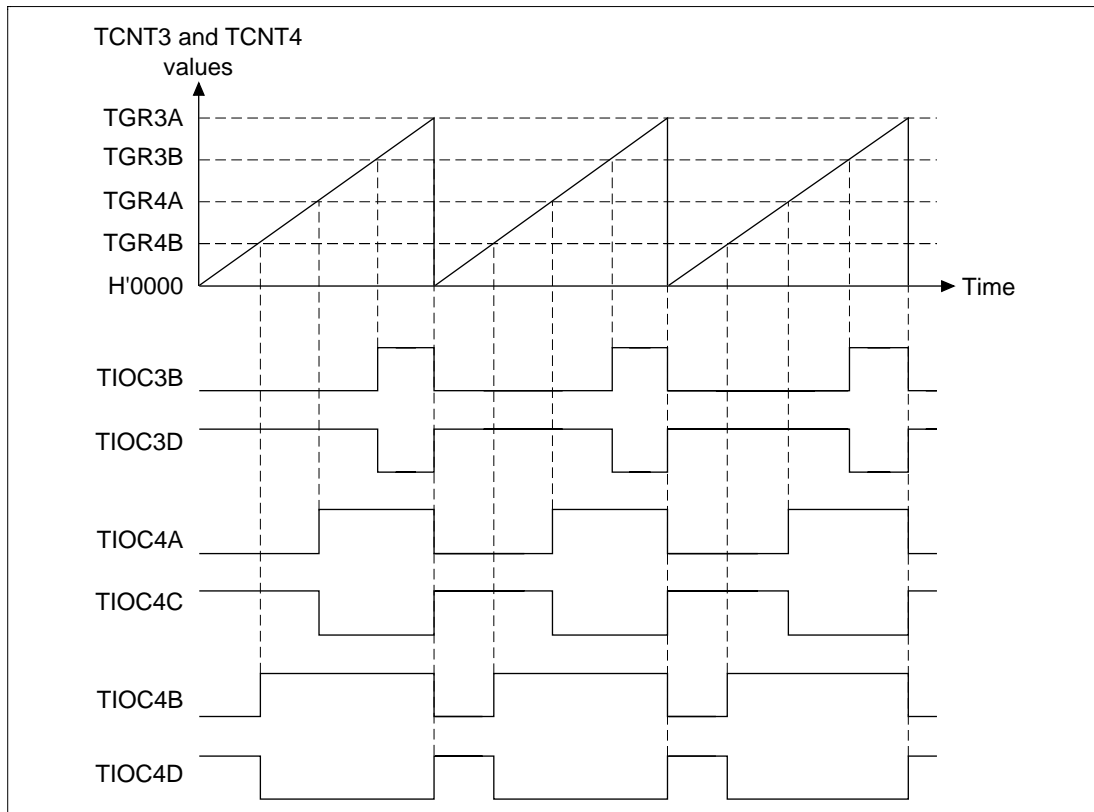 TCNT3 and TCNT4
values
TGR3A
TGR3B
TGR4A
TGR4B
H'0000
Time
TIOC3B
TIOC3D
TIOC4A
TIOC4C
TIOC4B
TIOC4D